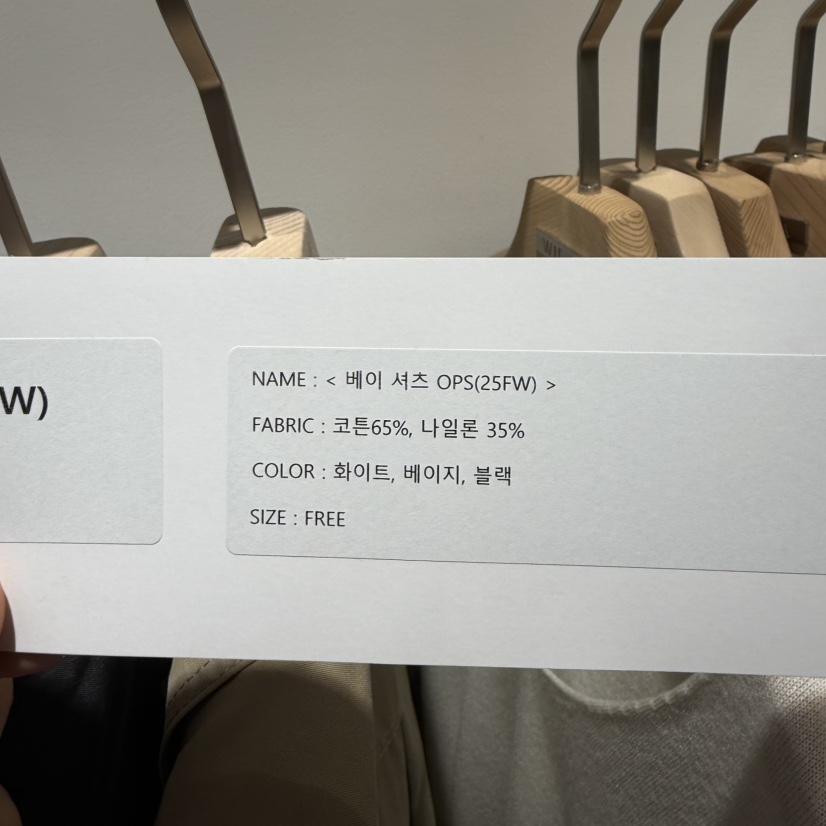 W)
NAME : < 베이 셔츠 OPS(25FW) >
FABRIC : 코튼65%, 나일론 35%
COLOR : 화이트, 베이지, 블랙
SIZE : FREE